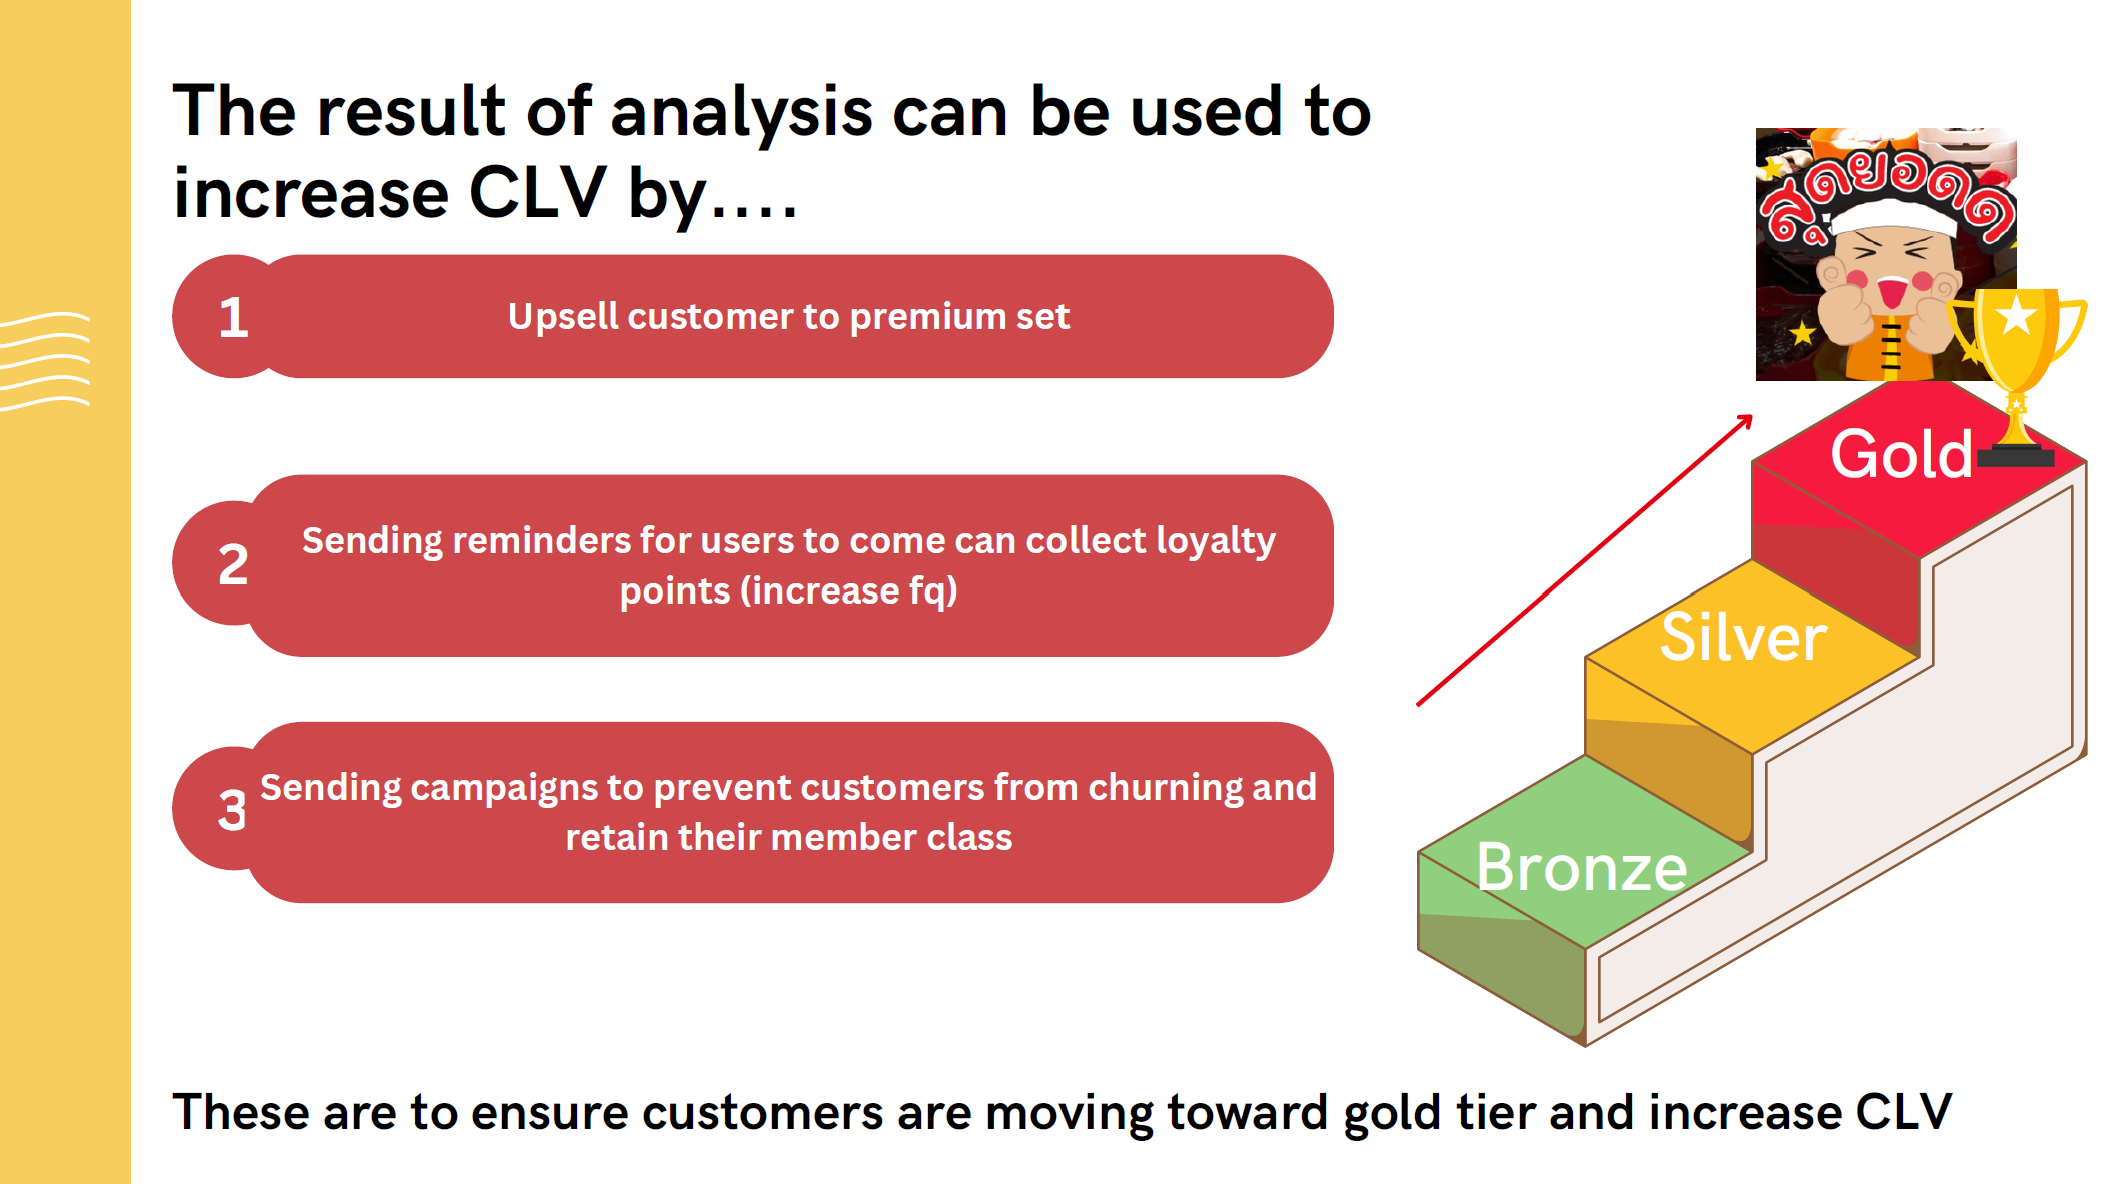 The result of analysis can be used to
increase CLV by....
1
Upsell customer to premium set
2
Sending reminders for users to come can collect loyalty
points (increase fq)
3
Sending campaigns to prevent customers from churning and
retain their member class
สุดยอดด
Gold
Silver
Bronze
These are to ensure customers are moving toward gold tier and increase CLV